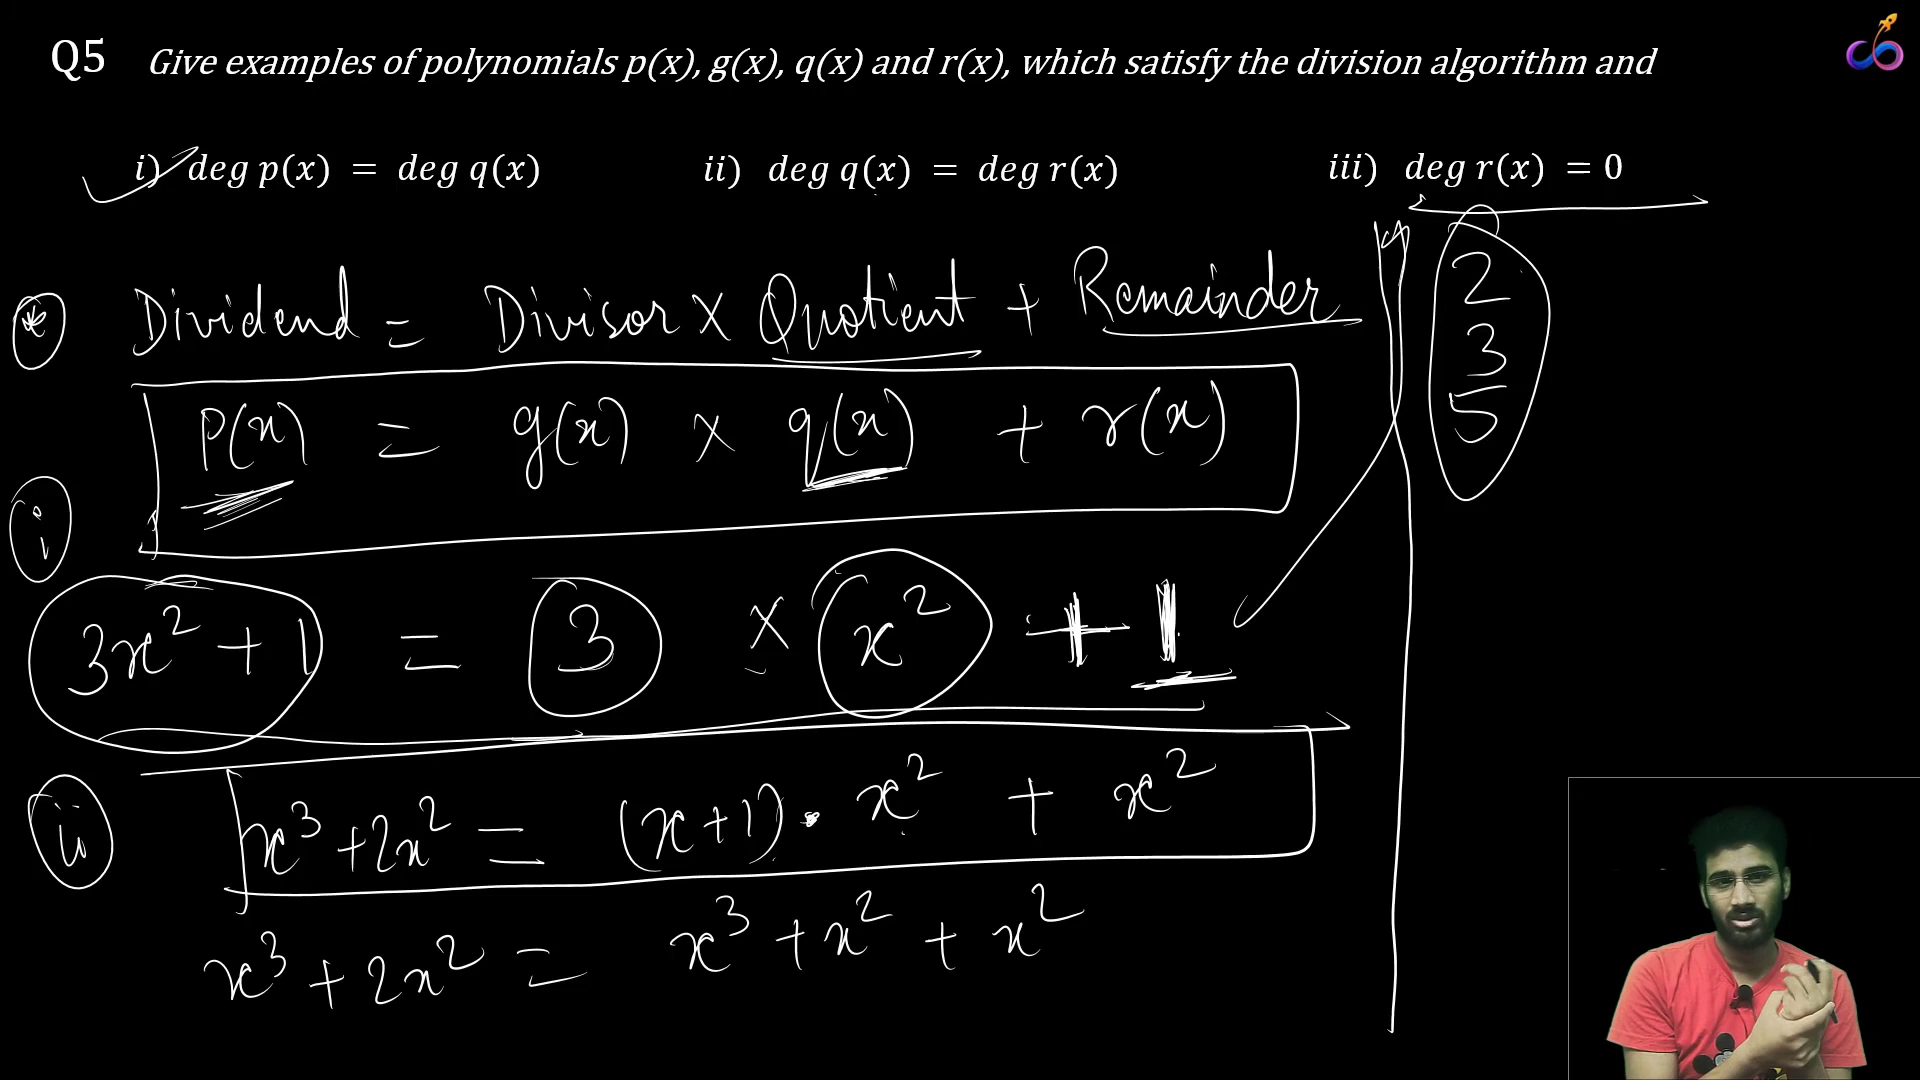 Q5 Give examples of polynomials p(x), g(x), q(x) and r(x), which satisfy the division algorithm and
i) deg p(x) = deg q(x) ii) deg q(x) = deg r(x) iii) deg r(x) = 0
Dividend = Divisor × Quotient + Remainder
p(x) = g(x) × q(x) + r(x)
2
3
5
i
3x² + 1 = 3 × x² + 1
ii
x³ + 2x² = (x+1) · x² + x²
x³ + 2x² = x³ + x² + x²